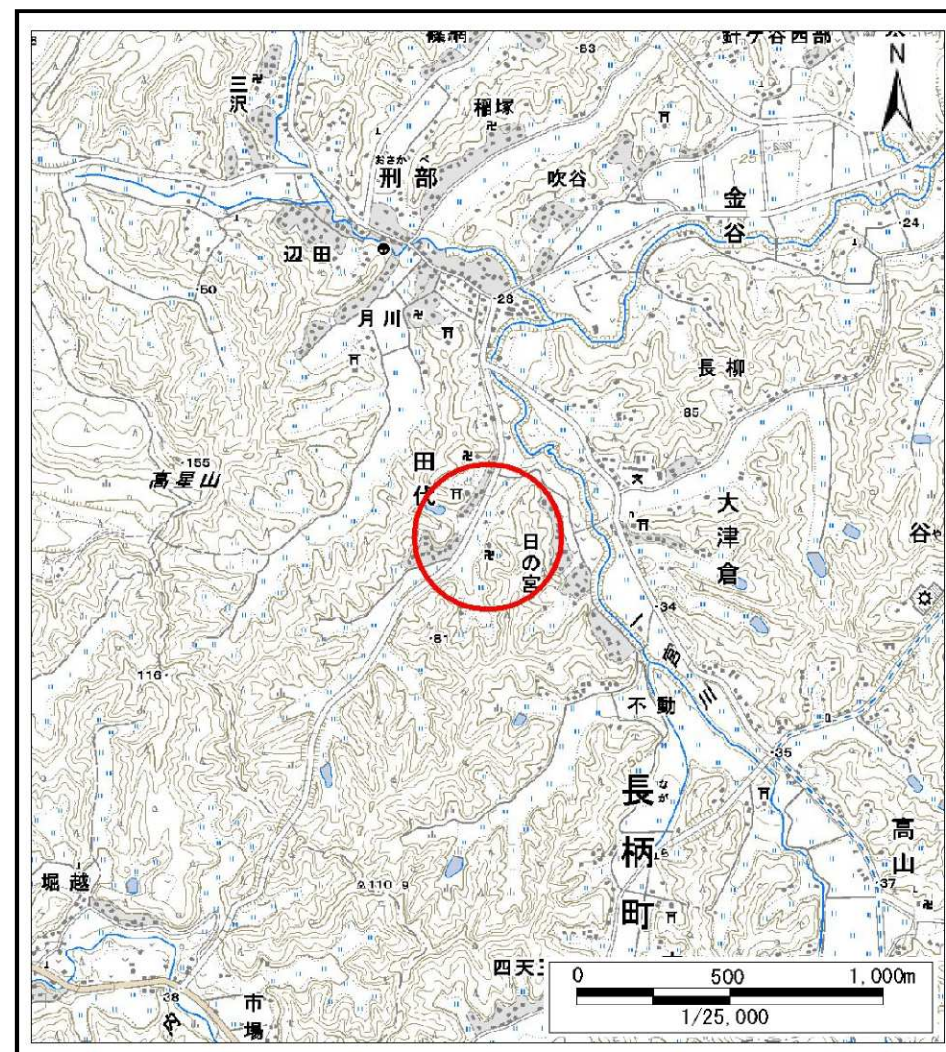 針ケ谷西部
N
三沢
63
稲塚
おさかべ
刑部
吹谷
25
金谷
24
辺田
50
28
月川
長柳
85
155
高星山
田代
文
大津倉
日の宮
谷や
34
81
一宮川
116
不動
35
長柄町
なが
高山
37
堀越
110.9
四天
0 500 1,000m
1/25,000
38
市場